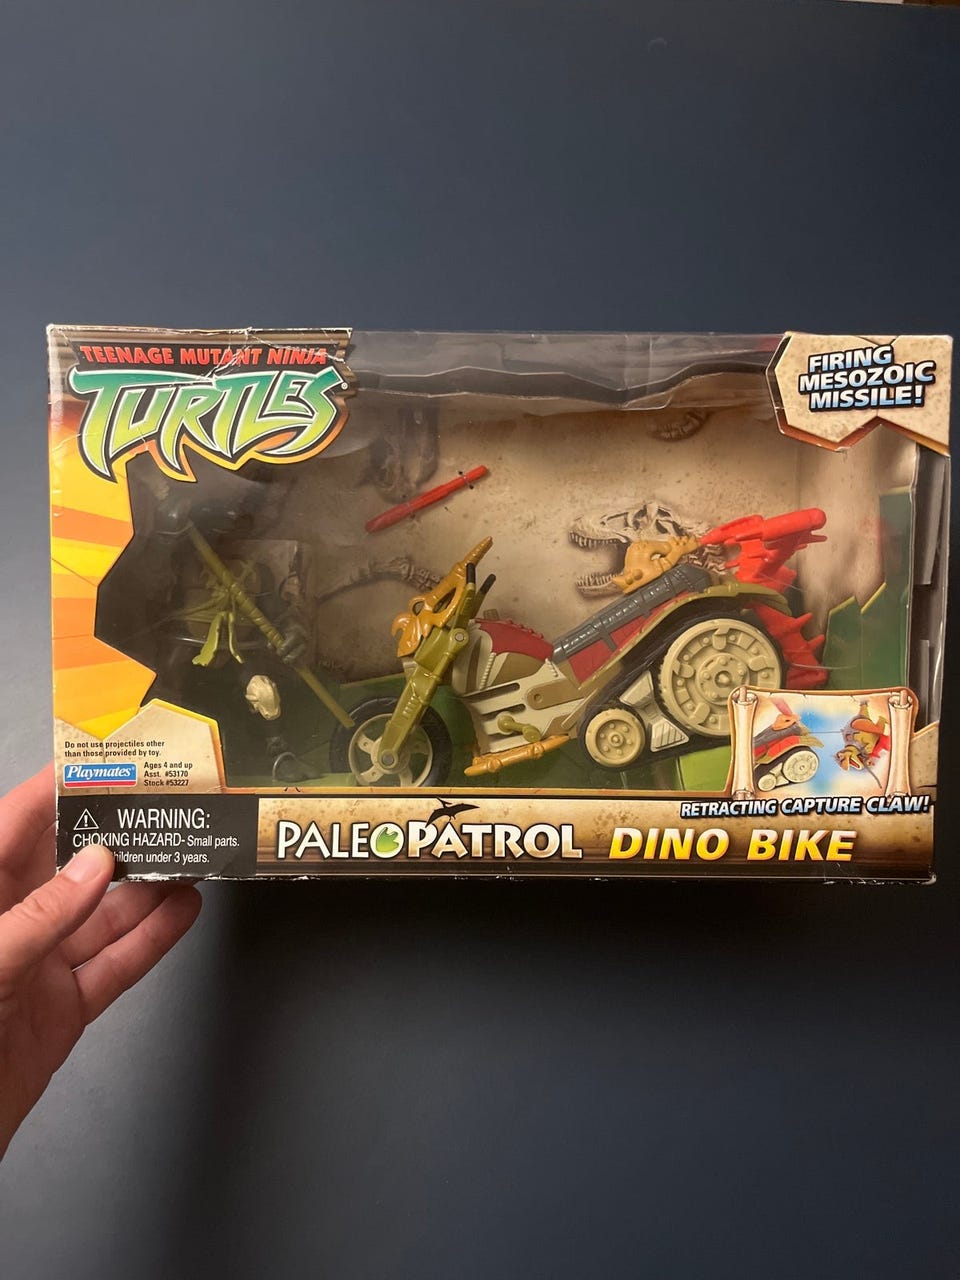 TEENAGE MUTANT NINJA
TURTLES®
FIRING
MESOZOIC
MISSILE!
Do not use projectiles other
than those provided by toy.
Playmates®
Ages 4 and up
Asst. #53170
Stock #53227
WARNING:
CHOKING HAZARD- Small parts.
children under 3 years.
RETRACTING CAPTURE CLAW!
PALEOPATROL DINO BIKE